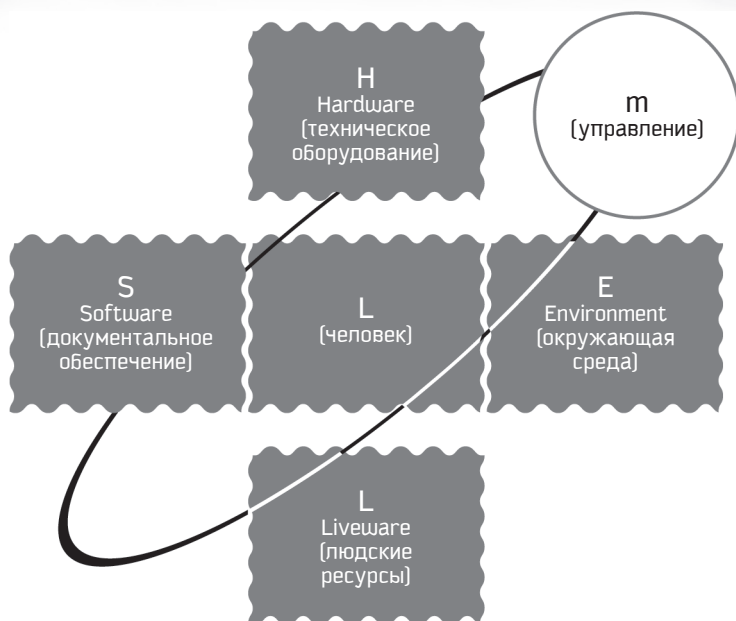 H
Hardware
(техническое
оборудование)
m
(управление)
S
Software
(документальное
обеспечение)
L
(человек)
E
Environment
(окружающая
среда)
L
Liveware
(людские
ресурсы)